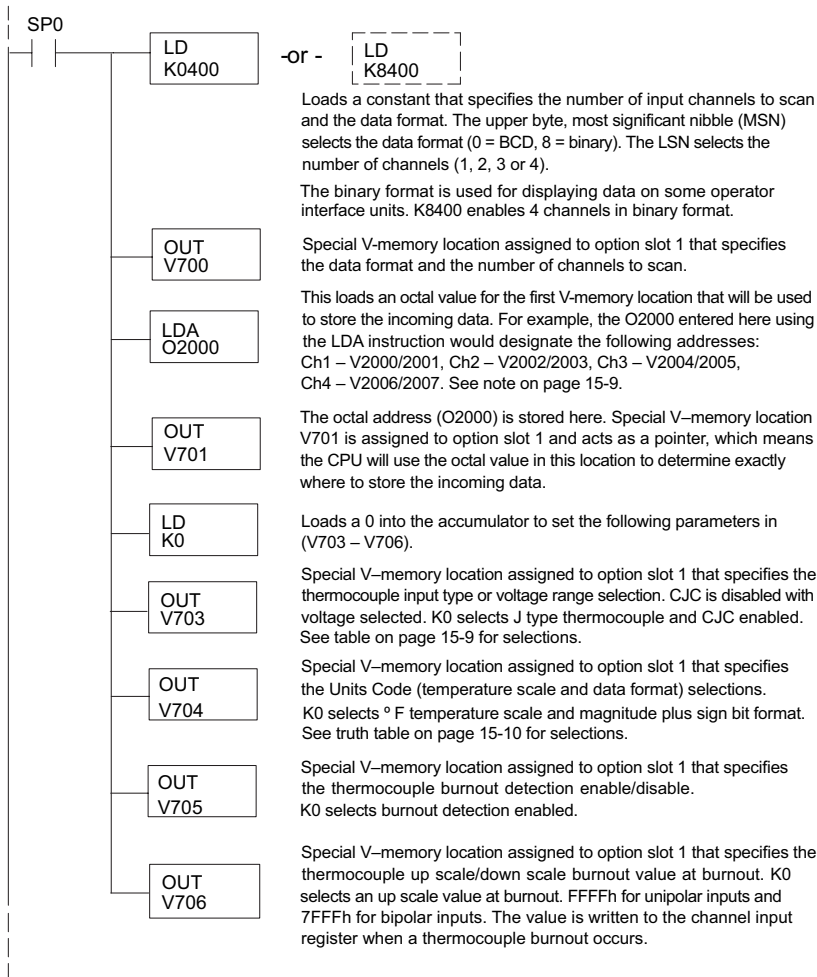 SP0
LD
K0400
-or -
LD
K8400
Loads a constant that specifies the number of input channels to scan
and the data format. The upper byte, most significant nibble (MSN)
selects the data format (0 = BCD, 8 = binary). The LSN selects the
number of channels (1, 2, 3 or 4).
The binary format is used for displaying data on some operator
interface units. K8400 enables 4 channels in binary format.
OUT
V700
Special V-memory location assigned to option slot 1 that specifies
the data format and the number of channels to scan.
LDA
O2000
This loads an octal value for the first V-memory location that will be used
to store the incoming data. For example, the O2000 entered here using
the LDA instruction would designate the following addresses:
Ch1 – V2000/2001, Ch2 – V2002/2003, Ch3 – V2004/2005,
Ch4 – V2006/2007. See note on page 15-9.
OUT
V701
The octal address (O2000) is stored here. Special V–memory location
V701 is assigned to option slot 1 and acts as a pointer, which means
the CPU will use the octal value in this location to determine exactly
where to store the incoming data.
LD
K0
Loads a 0 into the accumulator to set the following parameters in
(V703 – V706).
OUT
V703
Special V–memory location assigned to option slot 1 that specifies the
thermocouple input type or voltage range selection. CJC is disabled with
voltage selected. K0 selects J type thermocouple and CJC enabled.
See table on page 15-9 for selections.
OUT
V704
Special V–memory location assigned to option slot 1 that specifies
the Units Code (temperature scale and data format) selections.
K0 selects º F temperature scale and magnitude plus sign bit format.
See truth table on page 15-10 for selections.
OUT
V705
Special V–memory location assigned to option slot 1 that specifies
the thermocouple burnout detection enable/disable.
K0 selects burnout detection enabled.
OUT
V706
Special V–memory location assigned to option slot 1 that specifies the
thermocouple up scale/down scale burnout value at burnout. K0
selects an up scale value at burnout. FFFFh for unipolar inputs and
7FFFh for bipolar inputs. The value is written to the channel input
register when a thermocouple burnout occurs.